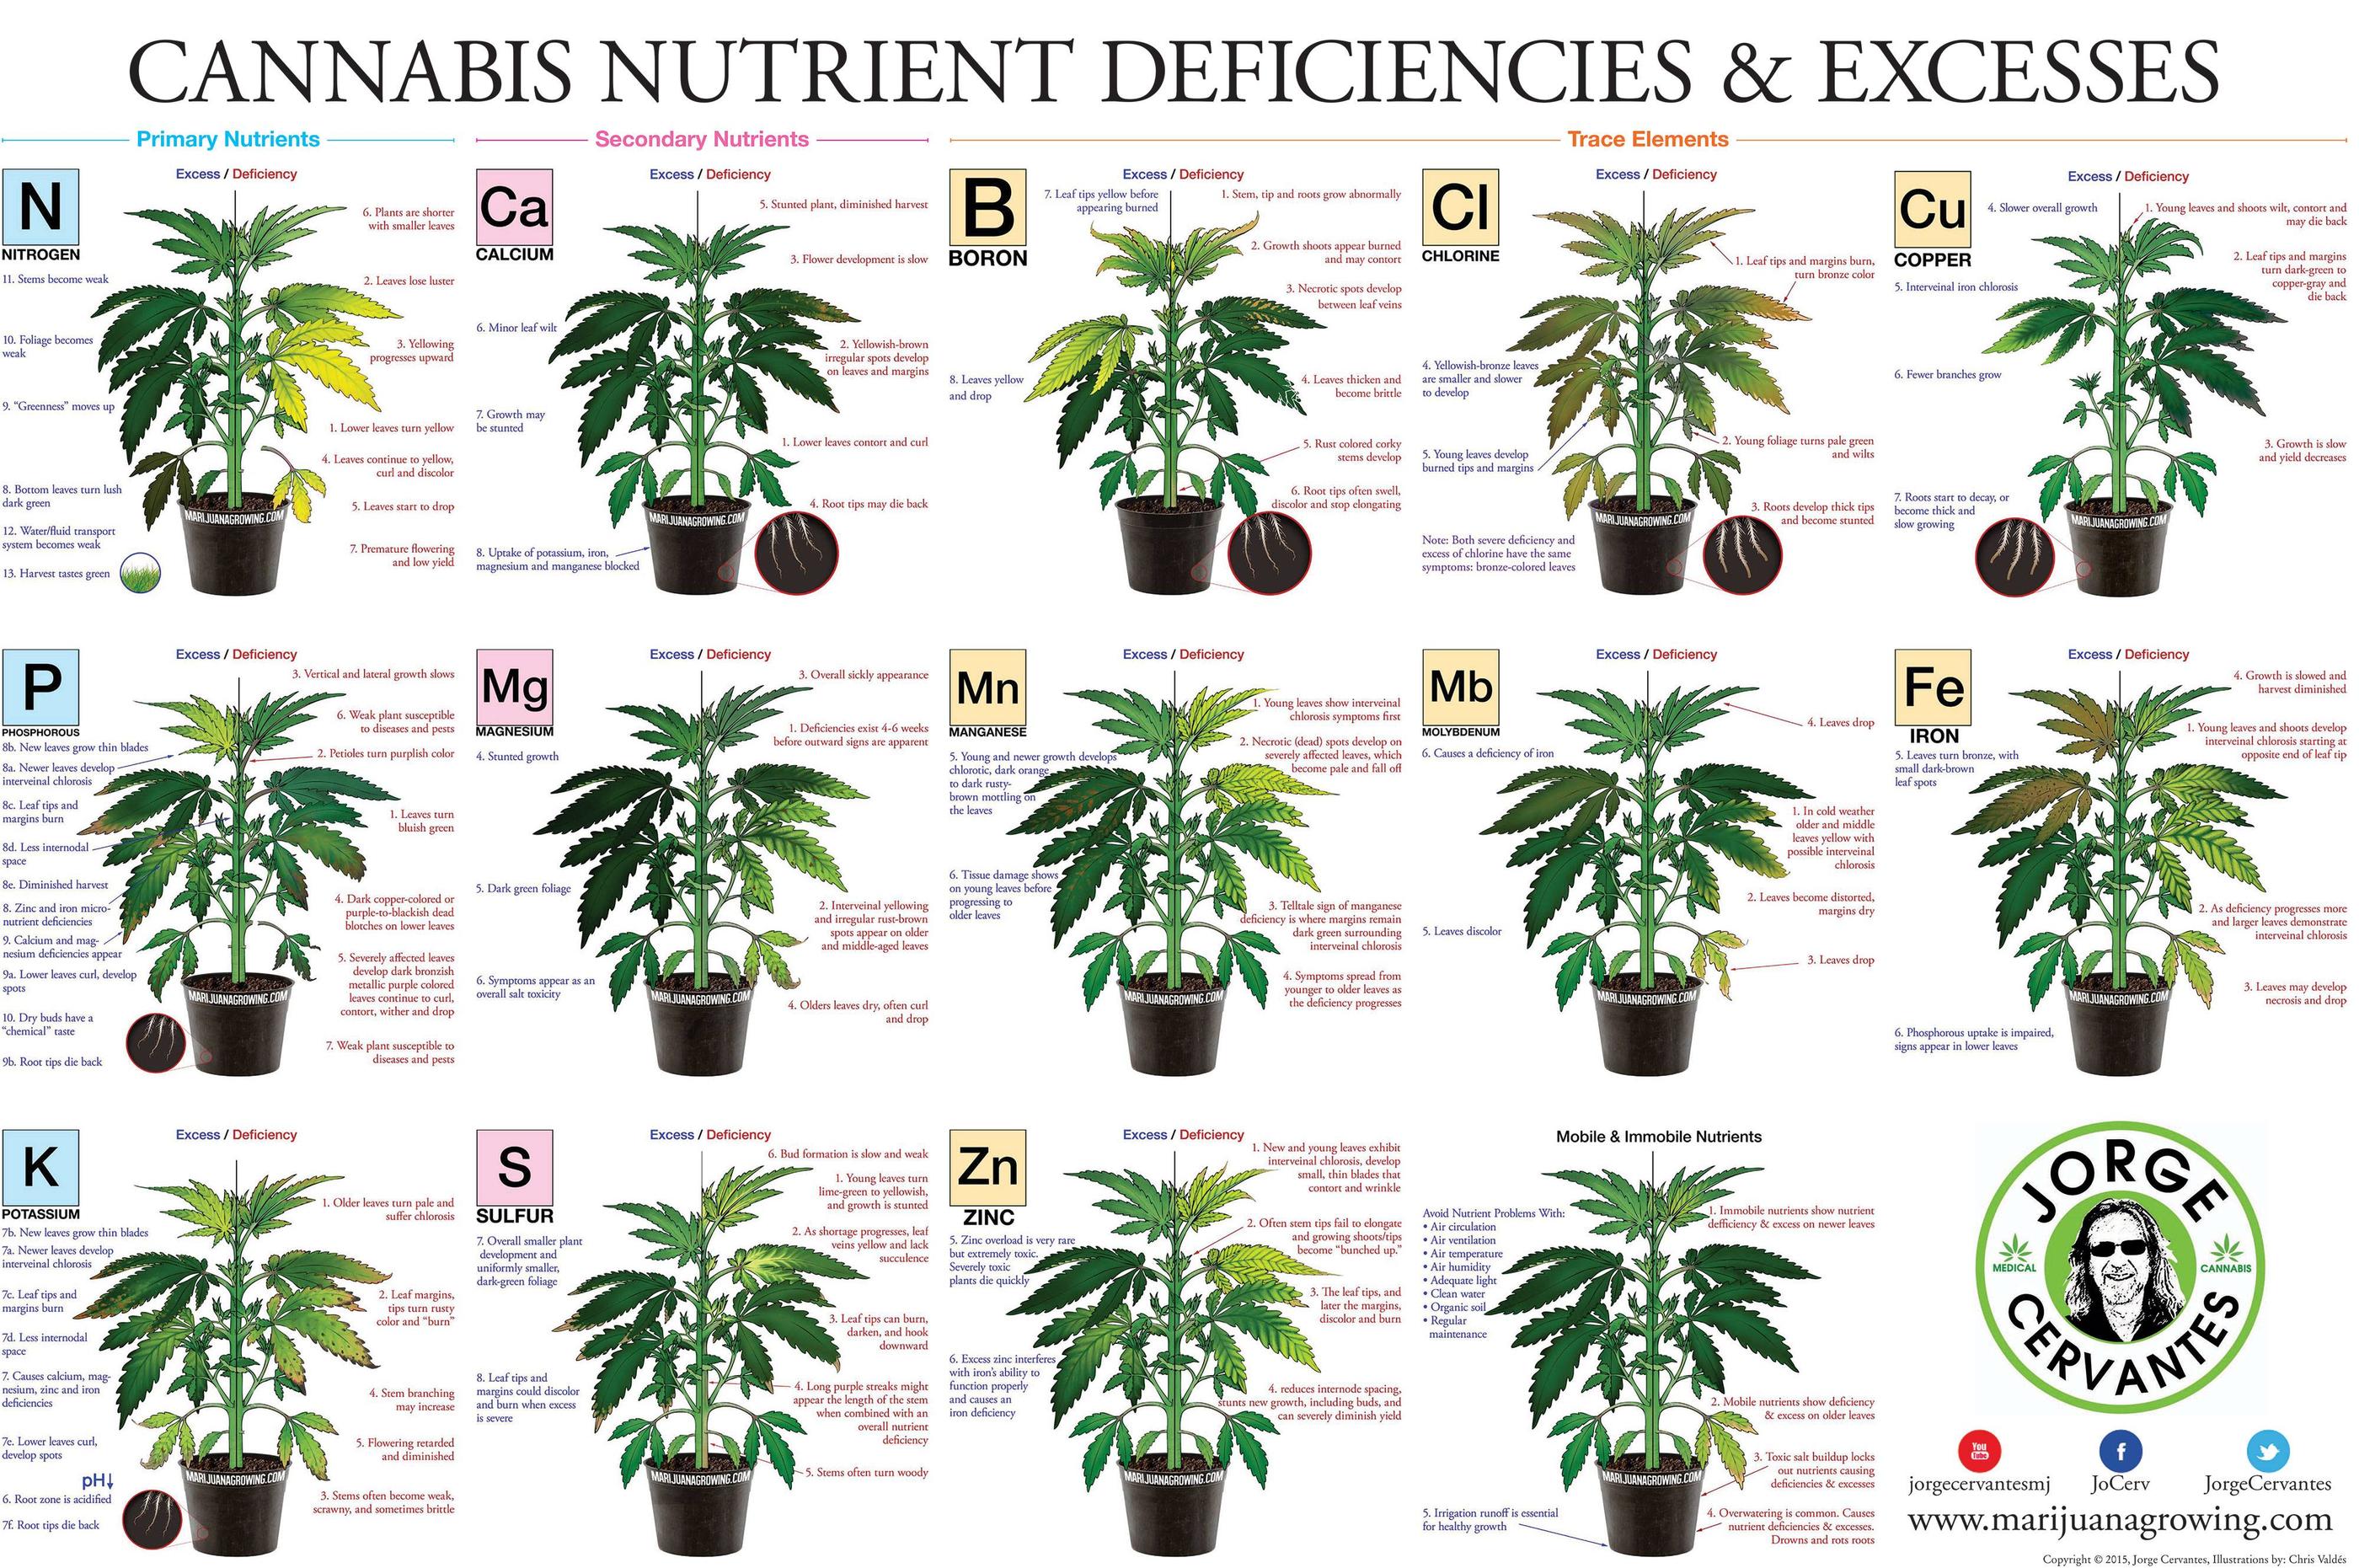 CANNABIS NUTRIENT DEFICIENCIES & EXCESSES
Primary Nutrients
Secondary Nutrients
Trace Elements
N
NITROGEN
Excess / Deficiency
6. Plants are shorter
with smaller leaves
11. Stems become weak
2. Leaves lose luster
10. Foliage becomes
weak
3. Yellowing
progresses upward
9. “Greenness” moves up
1. Lower leaves turn yellow
4. Leaves continue to yellow,
curl and discolor
8. Bottom leaves turn lush
dark green
5. Leaves start to drop
12. Water/fluid transport
system becomes weak
7. Premature flowering
and low yield
13. Harvest tastes green
MARIJUANAGROWING.COM
Ca
CALCIUM
Excess / Deficiency
5. Stunted plant, diminished harvest
3. Flower development is slow
6. Minor leaf wilt
2. Yellowish-brown
irregular spots develop
on leaves and margins
7. Growth may
be stunted
1. Lower leaves contort and curl
4. Root tips may die back
8. Uptake of potassium, iron,
magnesium and manganese blocked
MARIJUANAGROWING.COM
B
BORON
Excess / Deficiency
7. Leaf tips yellow before
appearing burned
1. Stem, tip and roots grow abnormally
2. Growth shoots appear burned
and may contort
3. Necrotic spots develop
between leaf veins
8. Leaves yellow
and drop
4. Leaves thicken and
become brittle
5. Rust colored corky
stems develop
6. Root tips often swell,
discolor and stop elongating
Cl
CHLORINE
Excess / Deficiency
1. Leaf tips and margins burn,
turn bronze color
4. Yellowish-bronze leaves
are smaller and slower
to develop
5. Young leaves develop
burned tips and margins
2. Young foliage turns pale green
and wilts
3. Roots develop thick tips
and become stunted
Note: Both severe deficiency and
excess of chlorine have the same
symptoms: bronze-colored leaves
MARIJUANAGROWING.COM
Cu
COPPER
Excess / Deficiency
4. Slower overall growth
1. Young leaves and shoots wilt, contort and
may die back
2. Leaf tips and margins
turn dark-green to
copper-gray and
die back
5. Interveinal iron chlorosis
6. Fewer branches grow
3. Growth is slow
and yield decreases
7. Roots start to decay, or
become thick and
slow growing
MARIJUANAGROWING.COM
P
PHOSPHOROUS
Excess / Deficiency
3. Vertical and lateral growth slows
6. Weak plant susceptible
to diseases and pests
8b. New leaves grow thin blades
2. Petioles turn purplish color
8a. Newer leaves develop
interveinal chlorosis
8c. Leaf tips and
margins burn
1. Leaves turn
bluish green
8d. Less internodal
space
8e. Diminished harvest
8. Zinc and iron micro-
nutrient deficiencies
4. Dark copper-colored or
purple-to-blackish dead
blotches on lower leaves
9. Calcium and mag-
nesium deficiencies appear
9a. Lower leaves curl, develop
spots
5. Severely affected leaves
develop dark bronzish
metallic purple colored
leaves continue to curl,
contort, wither and drop
10. Dry buds have a
“chemical” taste
7. Weak plant susceptible to
diseases and pests
9b. Root tips die back
MARIJUANAGROWING.COM
Mg
MAGNESIUM
Excess / Deficiency
3. Overall sickly appearance
1. Deficiencies exist 4-6 weeks
before outward signs are apparent
4. Stunted growth
5. Dark green foliage
2. Interveinal yellowing
and irregular rust-brown
spots appear on older
and middle-aged leaves
6. Symptoms appear as an
overall salt toxicity
4. Olders leaves dry, often curl
and drop
MARIJUANAGROWING.COM
Mn
MANGANESE
Excess / Deficiency
1. Young leaves show interveinal
chlorosis symptoms first
2. Necrotic (dead) spots develop on
severely affected leaves, which
become pale and fall off
5. Young and newer growth develops
chlorotic, dark orange
to dark rusty-
brown mottling on
the leaves
6. Tissue damage shows
on young leaves before
progressing to
older leaves
3. Telltale sign of manganese
deficiency is where margins remain
dark green surrounding
interveinal chlorosis
4. Symptoms spread from
younger to older leaves as
the deficiency progresses
MARIJUANAGROWING.COM
Mb
MOLYBDENUM
Excess / Deficiency
4. Leaves drop
6. Causes a deficiency of iron
1. In cold weather
older and middle
leaves yellow with
possible interveinal
chlorosis
2. Leaves become distorted,
margins dry
5. Leaves discolor
3. Leaves drop
MARIJUANAGROWING.COM
Fe
IRON
Excess / Deficiency
4. Growth is slowed and
harvest diminished
1. Young leaves and shoots develop
interveinal chlorosis starting at
opposite end of leaf tip
5. Leaves turn bronze, with
small dark-brown
leaf spots
2. As deficiency progresses more
and larger leaves demonstrate
interveinal chlorosis
3. Leaves may develop
necrosis and drop
6. Phosphorous uptake is impaired,
signs appear in lower leaves
MARIJUANAGROWING.COM
K
POTASSIUM
Excess / Deficiency
1. Older leaves turn pale and
suffer chlorosis
7b. New leaves grow thin blades
7a. Newer leaves develop
interveinal chlorosis
7c. Leaf tips and
margins burn
2. Leaf margins,
tips turn rusty
color and “burn”
7d. Less internodal
space
7. Causes calcium, mag-
nesium, zinc and iron
deficiencies
4. Stem branching
may increase
7e. Lower leaves curl,
develop spots
5. Flowering retarded
and diminished
pH↓
6. Root zone is acidified
3. Stems often become weak,
scrawny, and sometimes brittle
7f. Root tips die back
MARIJUANAGROWING.COM
S
SULFUR
Excess / Deficiency
6. Bud formation is slow and weak
1. Young leaves turn
lime-green to yellowish,
and growth is stunted
2. As shortage progresses, leaf
veins yellow and lack
succulence
7. Overall smaller plant
development and
uniformly smaller,
dark-green foliage
3. Leaf tips can burn,
darken, and hook
downward
8. Leaf tips and
margins could discolor
and burn when excess
is severe
4. Long purple streaks might
appear the length of the stem
when combined with an
overall nutrient
deficiency
5. Stems often turn woody
MARIJUANAGROWING.COM
Zn
ZINC
Excess / Deficiency
1. New and young leaves exhibit
interveinal chlorosis, develop
small, thin blades that
contort and wrinkle
2. Often stem tips fail to elongate
and growing shoots/tips
become “bunched up.”
5. Zinc overload is very rare
but extremely toxic.
Severely toxic
plants die quickly
3. The leaf tips, and
later the margins,
discolor and burn
6. Excess zinc interferes
with iron’s ability to
function properly
and causes an
iron deficiency
4. reduces internode spacing,
stunts new growth, including buds, and
can severely diminish yield
MARIJUANAGROWING.COM
Mobile & Immobile Nutrients
Avoid Nutrient Problems With:
• Air circulation
• Air ventilation
• Air temperature
• Air humidity
• Adequate light
• Clean water
• Organic soil
• Regular
maintenance
1. Immobile nutrients show nutrient
defficiency & excess on newer leaves
2. Mobile nutrients show deficiency
& excess on older leaves
3. Toxic salt buildup locks
out nutrients causing
deficiencies & excesses
4. Overwatering is common. Causes
nutrient deficiencies & excesses.
Drowns and rots roots
5. Irrigation runoff is essential
for healthy growth
MARIJUANAGROWING.COM
JORGE
MEDICAL
CANNABIS
CERVANTES
You
Tube
f
jorgecervantesmj
JoCerv
JorgeCervantes
www.marijuanagrowing.com
Copyright © 2015, Jorge Cervantes, Illustrations by: Chris Valdés